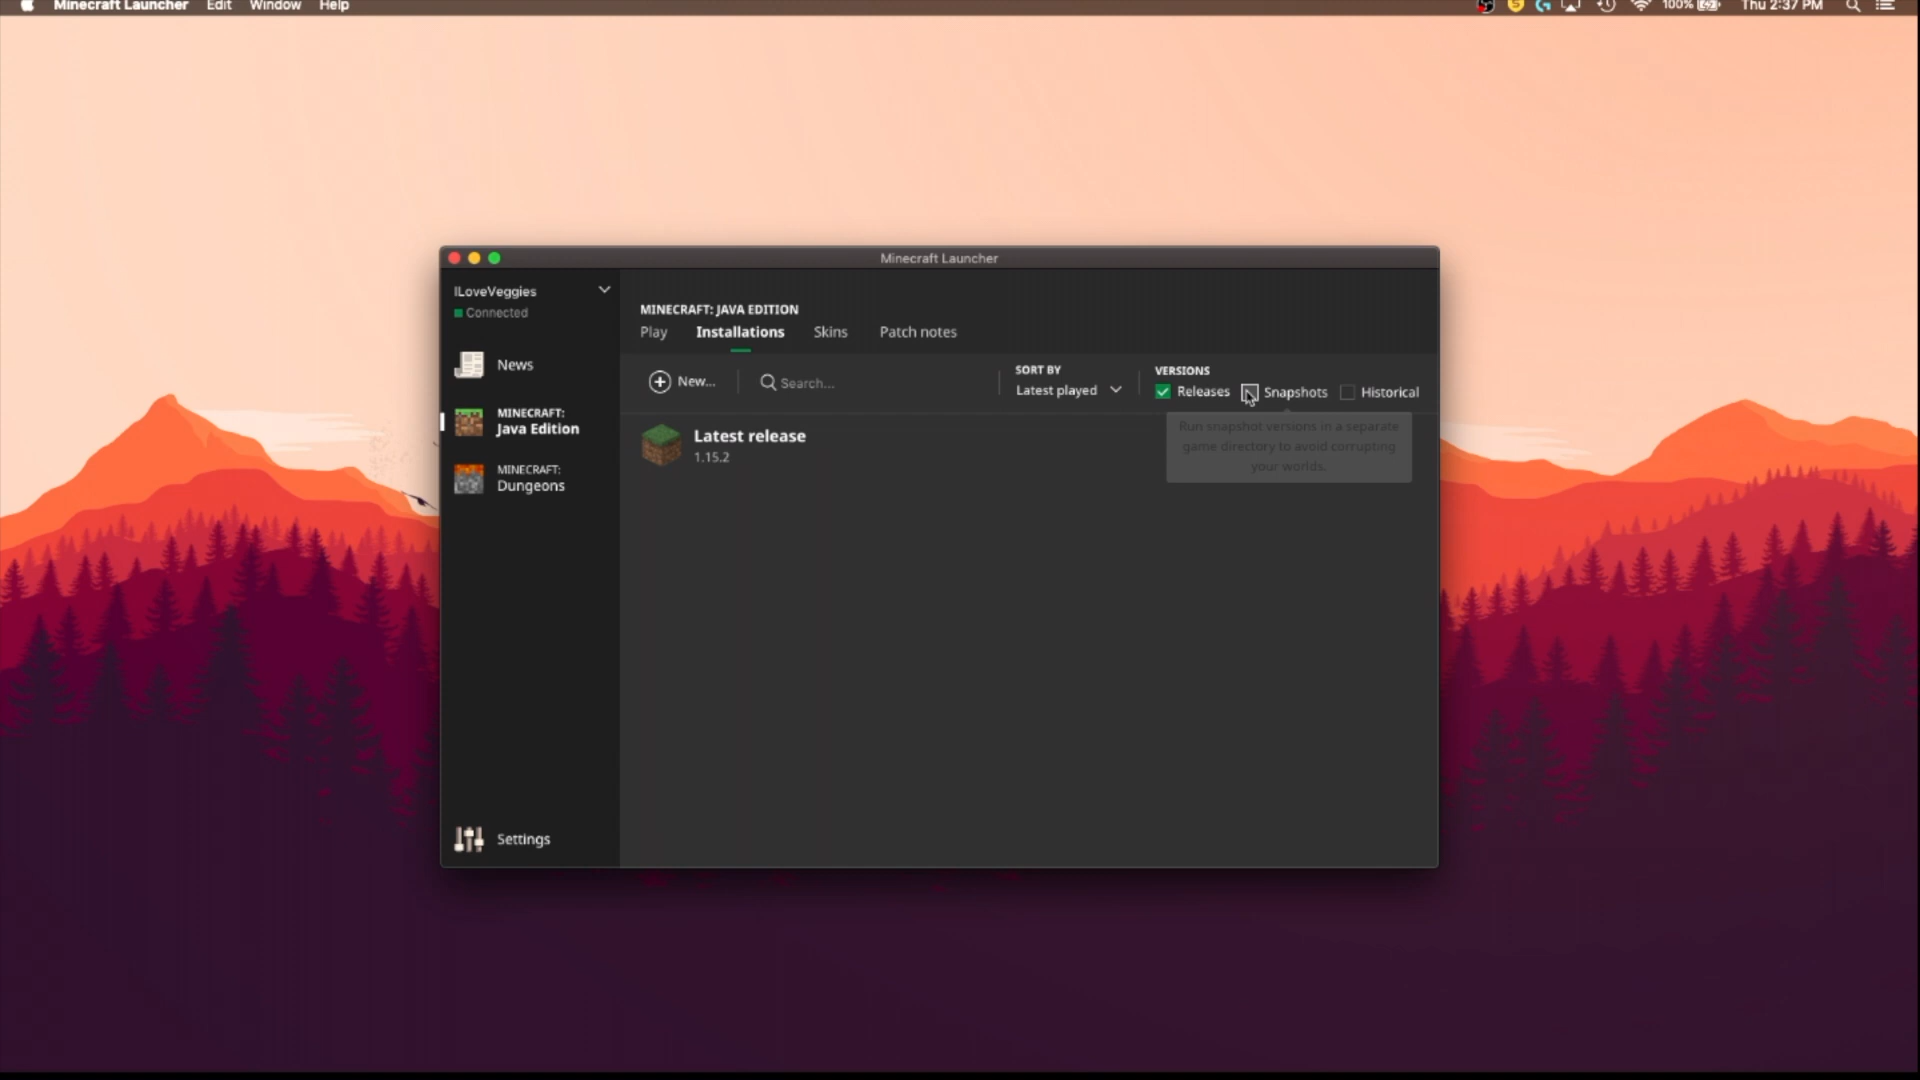 Minecraft Launcher Edit Window Help
100% Thu 2:37 PM
Minecraft Launcher
ILoveVeggies
Connected
News
MINECRAFT:
Java Edition
MINECRAFT:
Dungeons
Settings
MINECRAFT: JAVA EDITION
Play Installations Skins Patch notes
New...
Search...
SORT BY
Latest played
VERSIONS
Releases Snapshots Historical
Run snapshot versions in a separate
game directory to avoid corrupting
your worlds.
Latest release
1.15.2